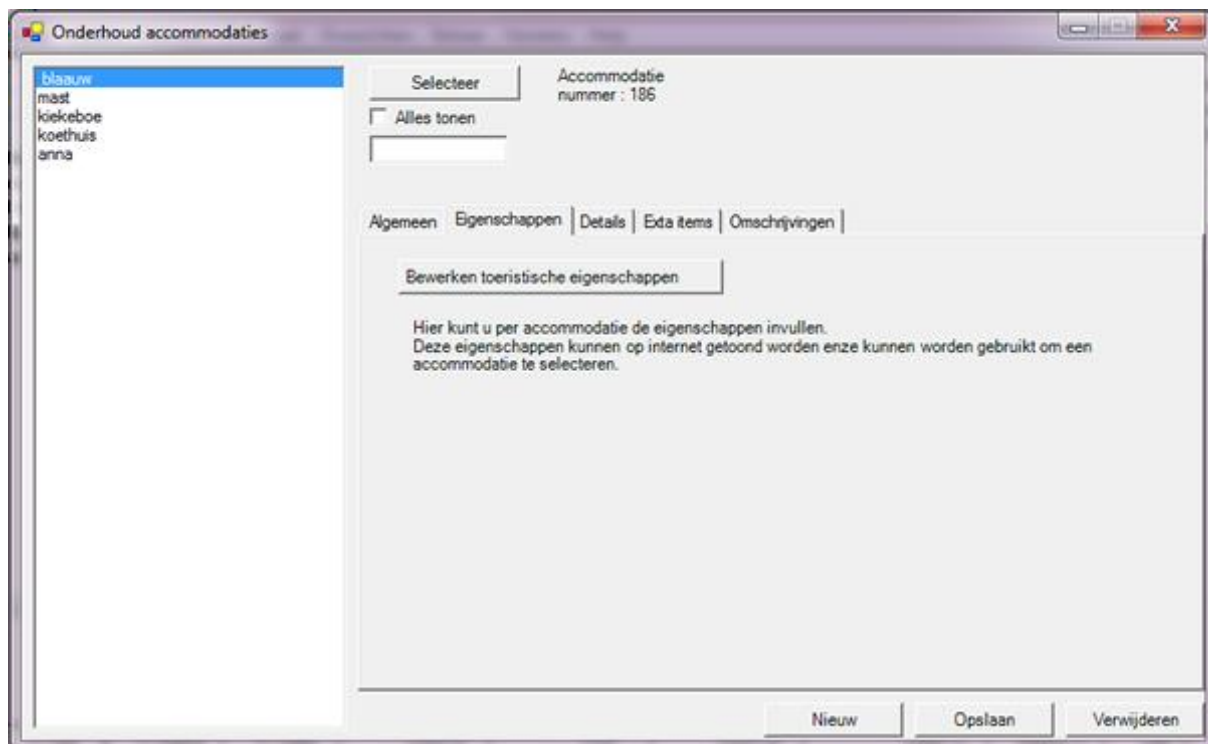 Onderhoud accommodaties
blaauw
mast
kiekeboe
koethuis
anna
Selecteer
Accommodatie
nummer : 186
Alles tonen
Algemeen
Eigenschappen
Details
Exta items
Omschrijvingen
Bewerken toeristische eigenschappen
Hier kunt u per accommodatie de eigenschappen invullen.
Deze eigenschappen kunnen op internet getoond worden enze kunnen worden gebruikt om een
accommodatie te selecteren.
Nieuw
Opslaan
Verwijderen